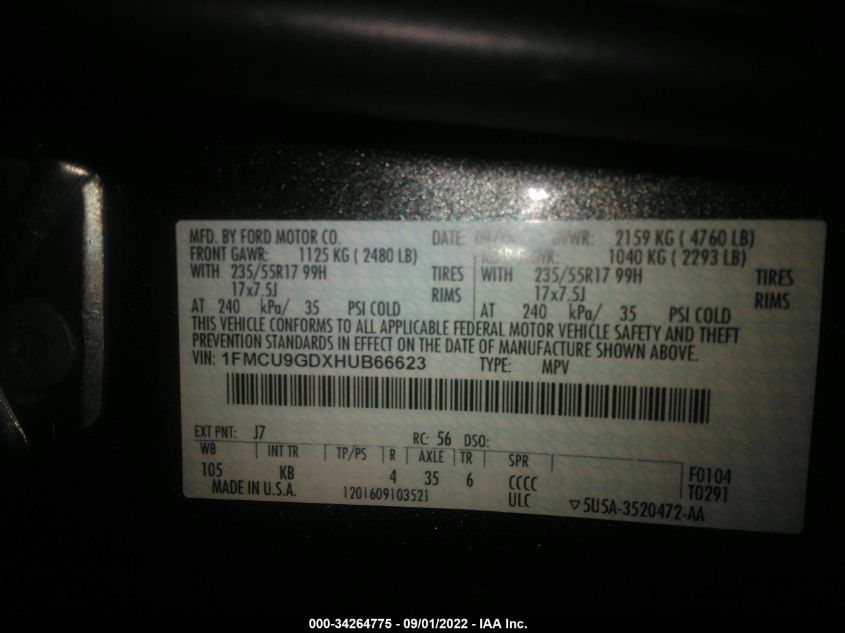 MFD. BY FORD MOTOR CO. DATE: GVWR: 2159 KG ( 4760 LB)
FRONT GAWR: 1125 KG ( 2480 LB) REAR GAWR: 1040 KG ( 2293 LB)
WITH 235/55R17 99H TIRES WITH 235/55R17 99H TIRES
17x7.5J RIMS 17x7.5J RIMS
AT 240 kPa/ 35 PSI COLD AT 240 kPa/ 35 PSI COLD
THIS VEHICLE CONFORMS TO ALL APPLICABLE FEDERAL MOTOR VEHICLE SAFETY AND THEFT
PREVENTION STANDARDS IN EFFECT ON THE DATE OF MANUFACTURE SHOWN ABOVE.
VIN: 1FMCU9GDXHUB66623 TYPE: MPV
EXT PNT: J7 RC: 56 DSO:
WB INT TR TP/PS R AXLE TR SPR
105 KB 4 35 6 CCCC F0104
MADE IN U.S.A. 1201609103521 ULC T0291
▽5U5A-3520472-AA
000-34264775 - 09/01/2022 - IAA Inc.